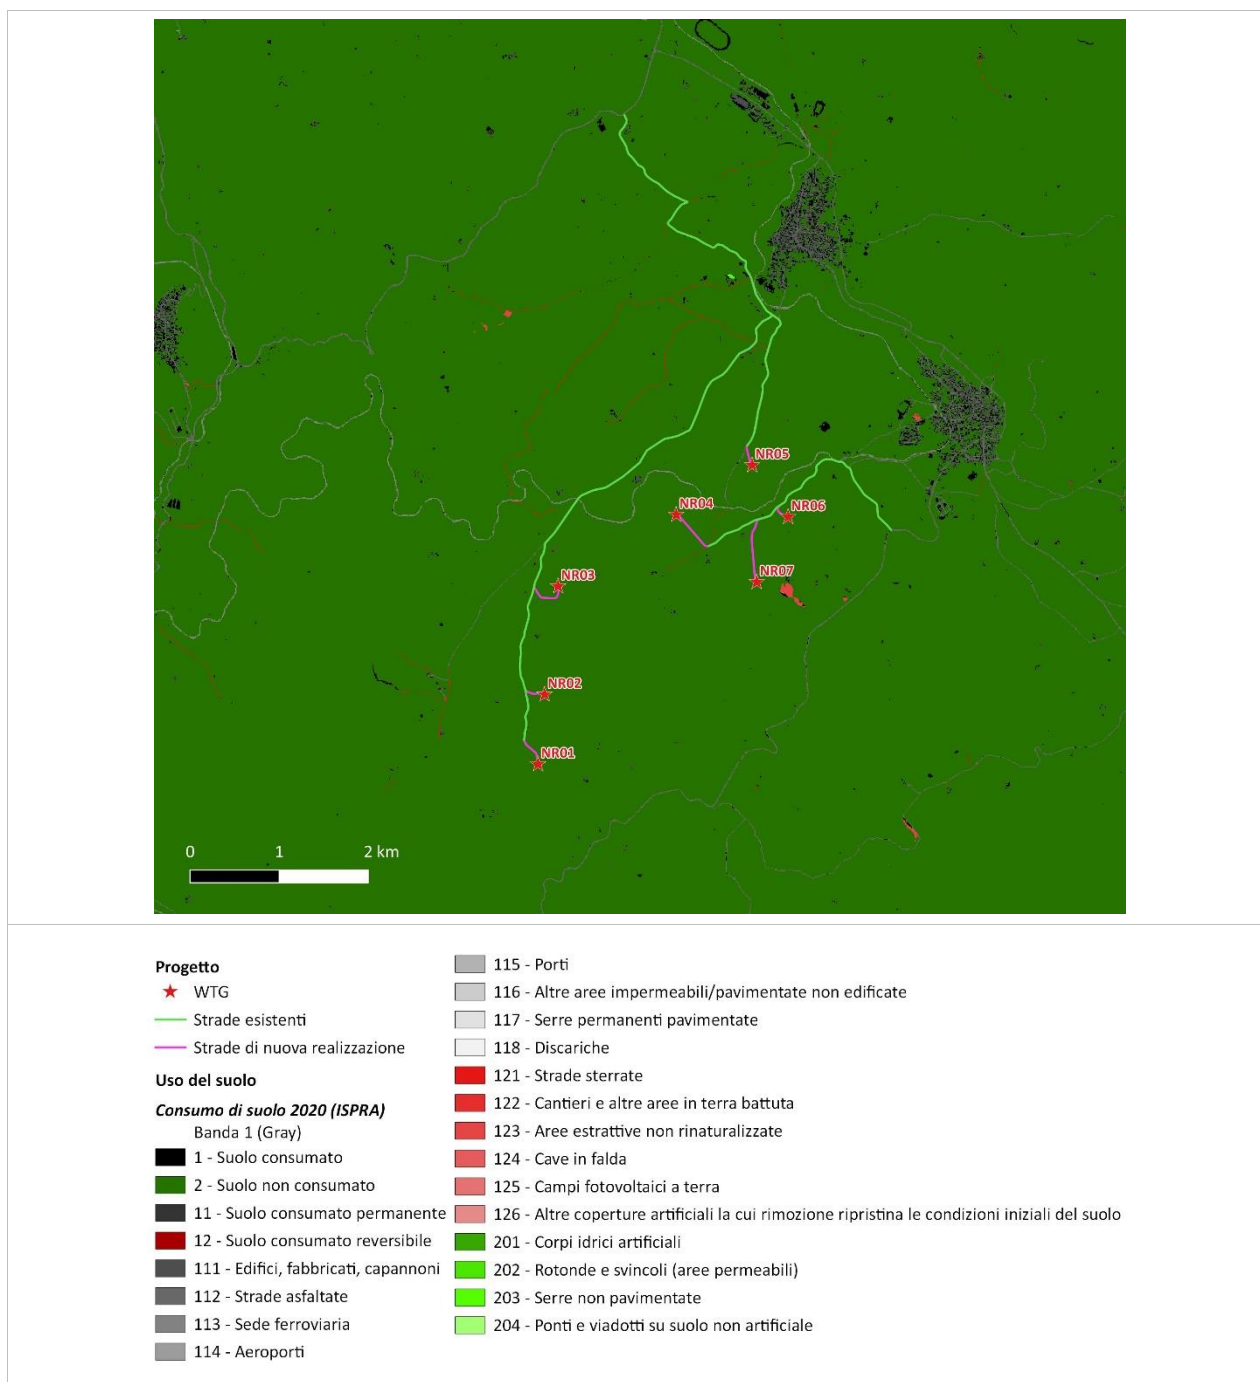 NR05
NR04
NR06
NR07
NR03
NR02
NR01
0 1 2 km
Progetto
WTG
Strade esistenti
Strade di nuova realizzazione
Uso del suolo
Consumo di suolo 2020 (ISPRA)
Banda 1 (Gray)
1 - Suolo consumato
2 - Suolo non consumato
11 - Suolo consumato permanente
12 - Suolo consumato reversibile
111 - Edifici, fabbricati, capannoni
112 - Strade asfaltate
113 - Sede ferroviaria
114 - Aeroporti
115 - Porti
116 - Altre aree impermeabili/pavimentate non edificate
117 - Serre permanenti pavimentate
118 - Discariche
121 - Strade sterrate
122 - Cantieri e altre aree in terra battuta
123 - Aree estrattive non rinaturalizzate
124 - Cave in falda
125 - Campi fotovoltaici a terra
126 - Altre coperture artificiali la cui rimozione ripristina le condizioni iniziali del suolo
201 - Corpi idrici artificiali
202 - Rotonde e svincoli (aree permeabili)
203 - Serre non pavimentate
204 - Ponti e viadotti su suolo non artificiale